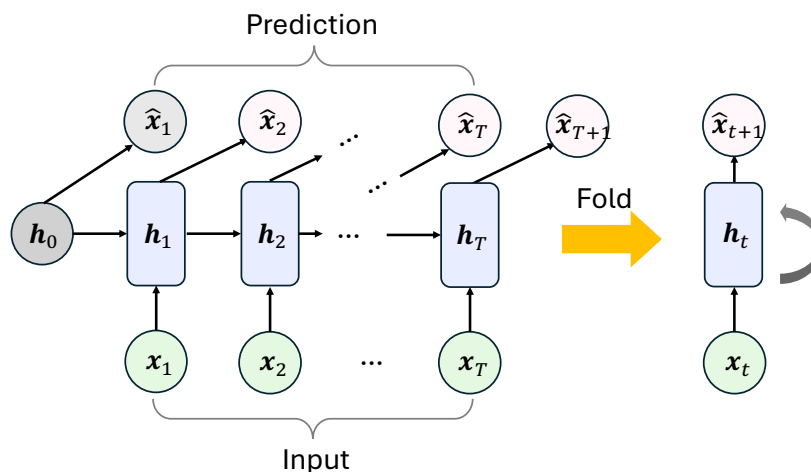 Prediction
x̂₁ x̂₂ ... x̂_T x̂_{T+1} x̂_{t+1}
...
Fold
h₀ h₁ h₂ ... h_T h_t
x₁ x₂ ... x_T x_t
Input